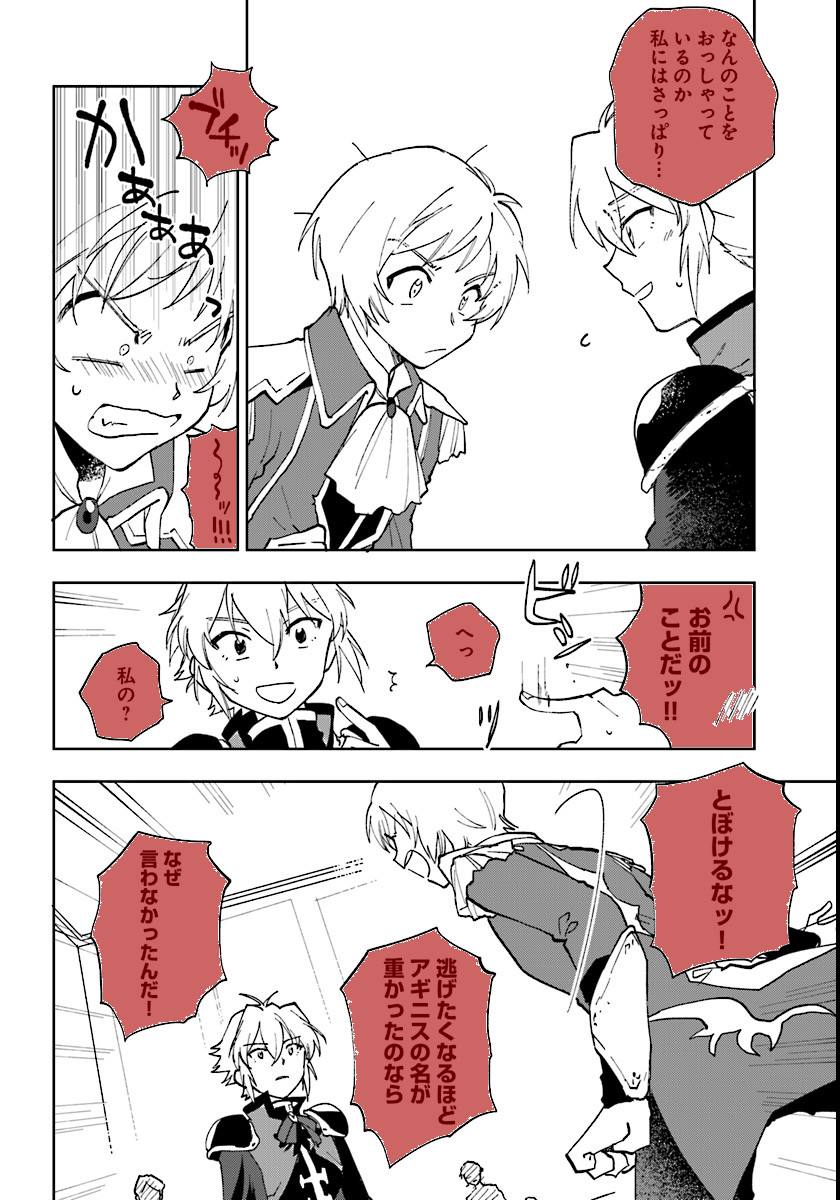 なんのことを
おっしゃって
いるのか
私にはさっぱり…
ブチッ
かぁぁぁ
〜〜〜ッ!!!
お前の
ことだッ!!
ビシッ
へっ
私の?
とぼけるなッ!
逃げたくなるほど
アギニスの名が
重かったのなら
なぜ
言わなかったんだ!